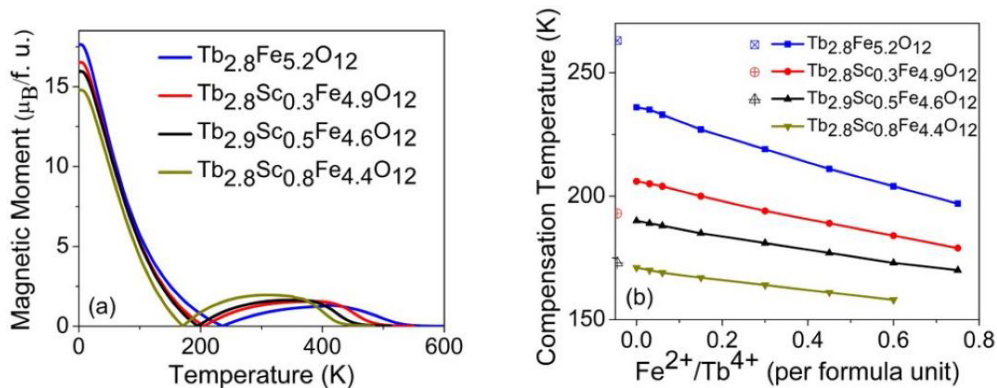 (a)
Magnetic Moment (μB/f. u.)
15
10
5
0
0 200 400 600
Temperature (K)
Tb2.8Fe5.2O12
Tb2.8Sc0.3Fe4.9O12
Tb2.9Sc0.5Fe4.6O12
Tb2.8Sc0.8Fe4.4O12
(b)
Compensation Temperature (K)
250
200
150
0.0 0.2 0.4 0.6 0.8
Fe2+/Tb4+ (per formula unit)
Tb2.8Fe5.2O12
Tb2.8Sc0.3Fe4.9O12
Tb2.9Sc0.5Fe4.6O12
Tb2.8Sc0.8Fe4.4O12